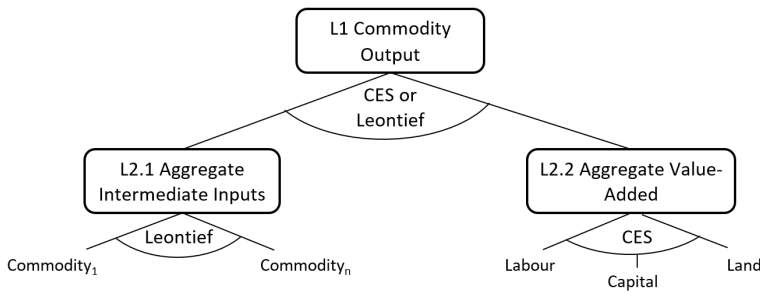 L1 Commodity
Output
CES or
Leontief
L2.1 Aggregate
Intermediate Inputs
L2.2 Aggregate Value-
Added
Leontief
CES
Commodity₁
Commodityₙ
Labour
Capital
Land